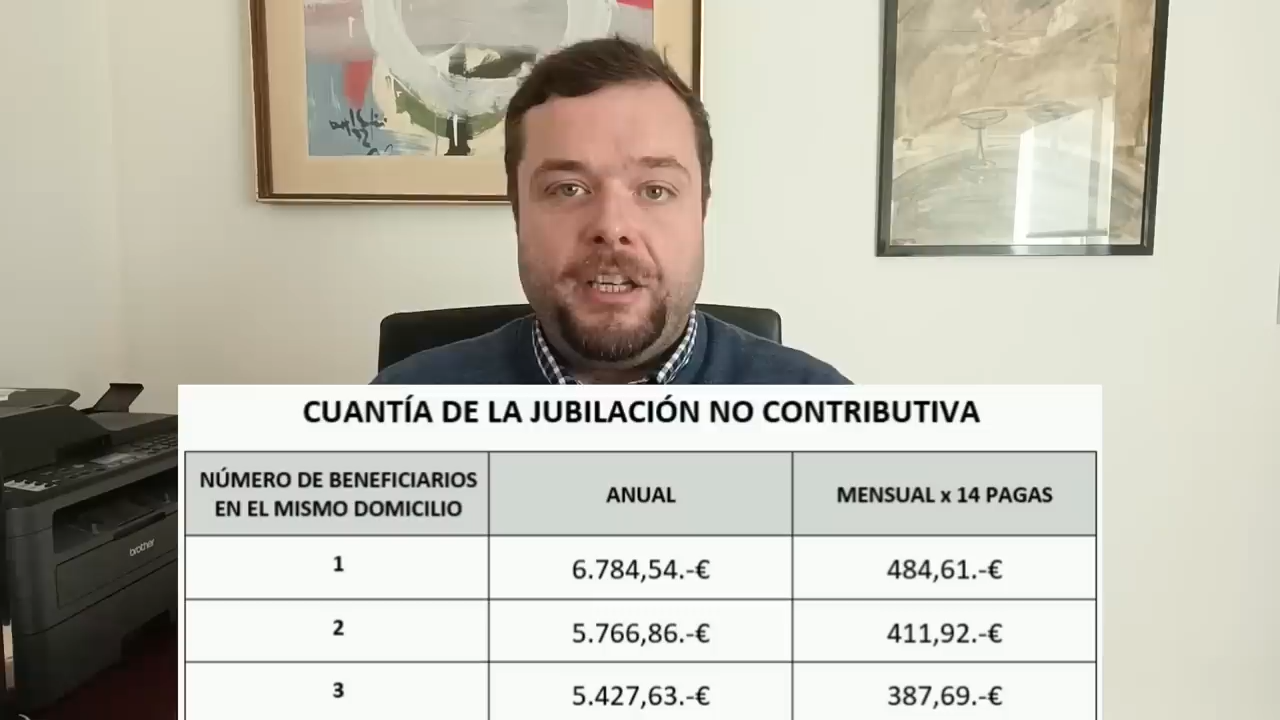 CUANTÍA DE LA JUBILACIÓN NO CONTRIBUTIVA
NÚMERO DE BENEFICIARIOS
EN EL MISMO DOMICILIO
ANUAL
MENSUAL x 14 PAGAS
1
6.784,54.-€
484,61.-€
2
5.766,86.-€
411,92.-€
3
5.427,63.-€
387,69.-€
brother